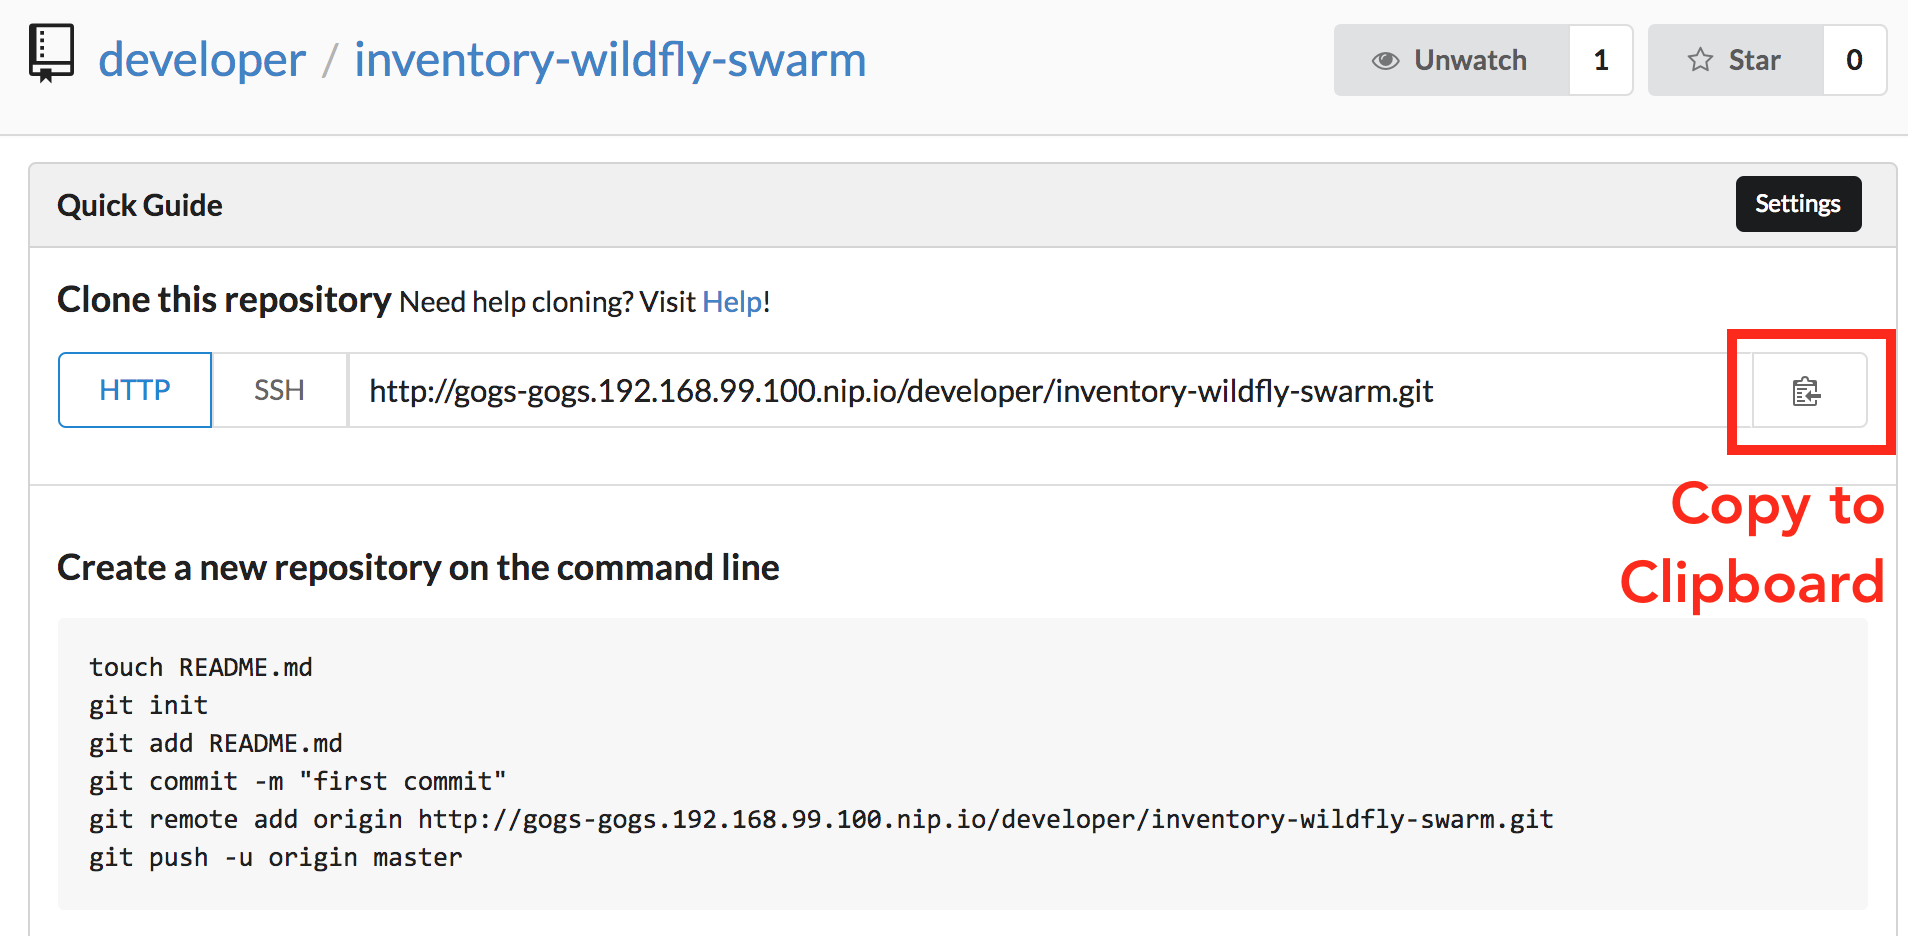 developer / inventory-wildfly-swarm
Unwatch 1
Star 0
Quick Guide
Settings
Clone this repository Need help cloning? Visit Help!
HTTP SSH http://gogs-gogs.192.168.99.100.nip.io/developer/inventory-wildfly-swarm.git
Copy to
Clipboard
Create a new repository on the command line
touch README.md
git init
git add README.md
git commit -m "first commit"
git remote add origin http://gogs-gogs.192.168.99.100.nip.io/developer/inventory-wildfly-swarm.git
git push -u origin master